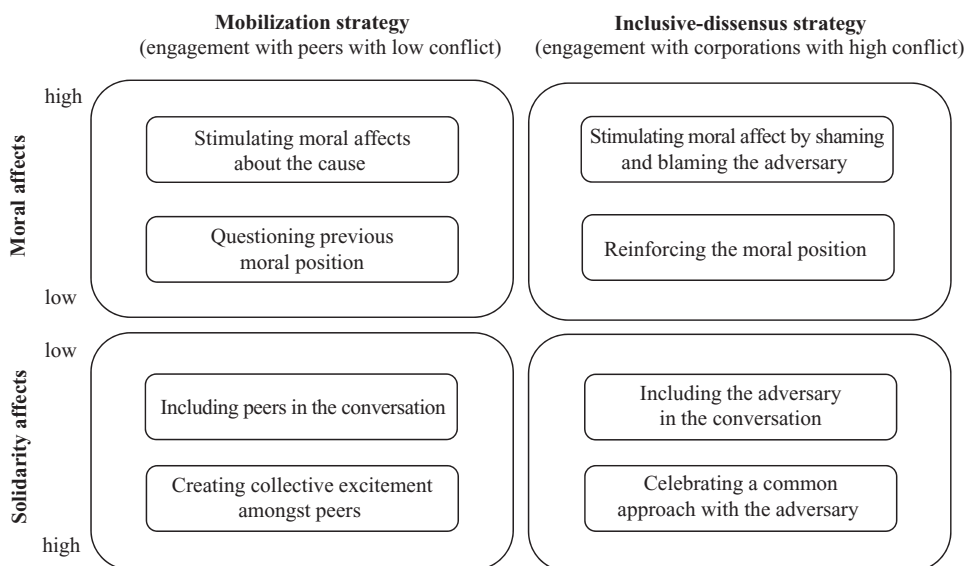 Mobilization strategy
(engagement with peers with low conflict)
Inclusive-dissensus strategy
(engagement with corporations with high conflict)
Moral affects
high
low
Stimulating moral affects
about the cause
Questioning previous
moral position
Stimulating moral affect by shaming
and blaming the adversary
Reinforcing the moral position
Solidarity affects
low
high
Including peers in the conversation
Creating collective excitement
amongst peers
Including the adversary
in the conversation
Celebrating a common
approach with the adversary